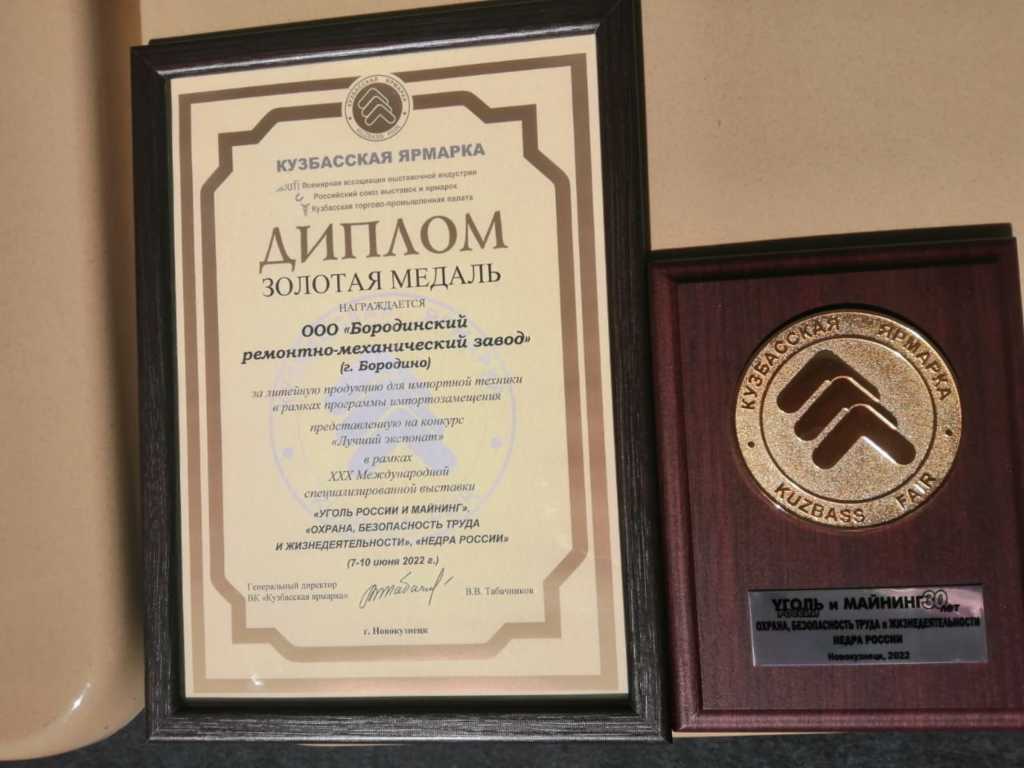 КУЗБАССКАЯ ЯРМАРКА
KUZBASS FAIR
КУЗБАССКАЯ ЯРМАРКА
Всемирная ассоциация выставочной индустрии
Российский союз выставок и ярмарок
Кузбасская торгово-промышленная палата
ДИПЛОМ
ЗОЛОТАЯ МЕДАЛЬ
НАГРАЖДАЕТСЯ
ООО «Бородинский
ремонтно-механический завод»
(г. Бородино)
за литейную продукцию для импортной техники
в рамках программы импортозамещения
представленную на конкурс
«Лучший экспонат»
в рамках
XXX Международной
специализированной выставки
«УГОЛЬ РОССИИ И МАЙНИНГ»,
«ОХРАНА, БЕЗОПАСНОСТЬ ТРУДА
И ЖИЗНЕДЕЯТЕЛЬНОСТИ», «НЕДРА РОССИИ»
(7-10 июня 2022 г.)
Генеральный директор
ВК «Кузбасская ярмарка»
В.В. Табачников
г. Новокузнецк
КУЗБАССКАЯ ЯРМАРКА
KUZBASS FAIR
УГОЛЬ и МАЙНИНГ 30 лет
РОССИИ
ОХРАНА, БЕЗОПАСНОСТЬ ТРУДА и ЖИЗНЕДЕЯТЕЛЬНОСТИ
НЕДРА РОССИИ
Новокузнецк, 2022